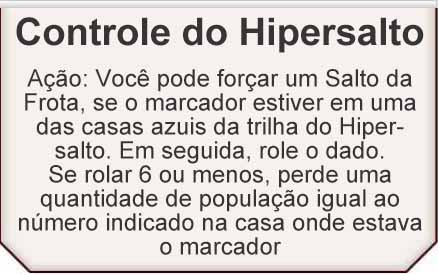 Controle do Hipersalto
Ação: Você pode forçar um Salto da
Frota, se o marcador estiver em uma
das casas azuis da trilha do Hiper-
salto. Em seguida, role o dado.
Se rolar 6 ou menos, perde uma
quantidade de população igual ao
número indicado na casa onde estava
o marcador